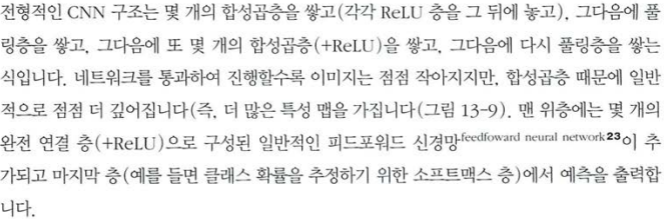 전형적인 CNN 구조는 몇 개의 합성곱층을 쌓고(각각 ReLU 층을 그 뒤에 놓고), 그다음에 풀
링층을 쌓고, 그다음에 또 몇 개의 합성곱층(+ReLU)을 쌓고, 그다음에 다시 풀링층을 쌓는
식입니다. 네트워크를 통과하여 진행할수록 이미지는 점점 작아지지만, 합성곱층 때문에 일반
적으로 점점 더 깊어집니다(즉, 더 많은 특성 맵을 가집니다(그림 13-9). 맨 위층에는 몇 개의
완전 연결 층(+ReLU)으로 구성된 일반적인 피드포워드 신경망feedfoward neural network23이 추
가되고 마지막 층(예를 들면 클래스 확률을 추정하기 위한 소프트맥스 층)에서 예측을 출력합
니다.